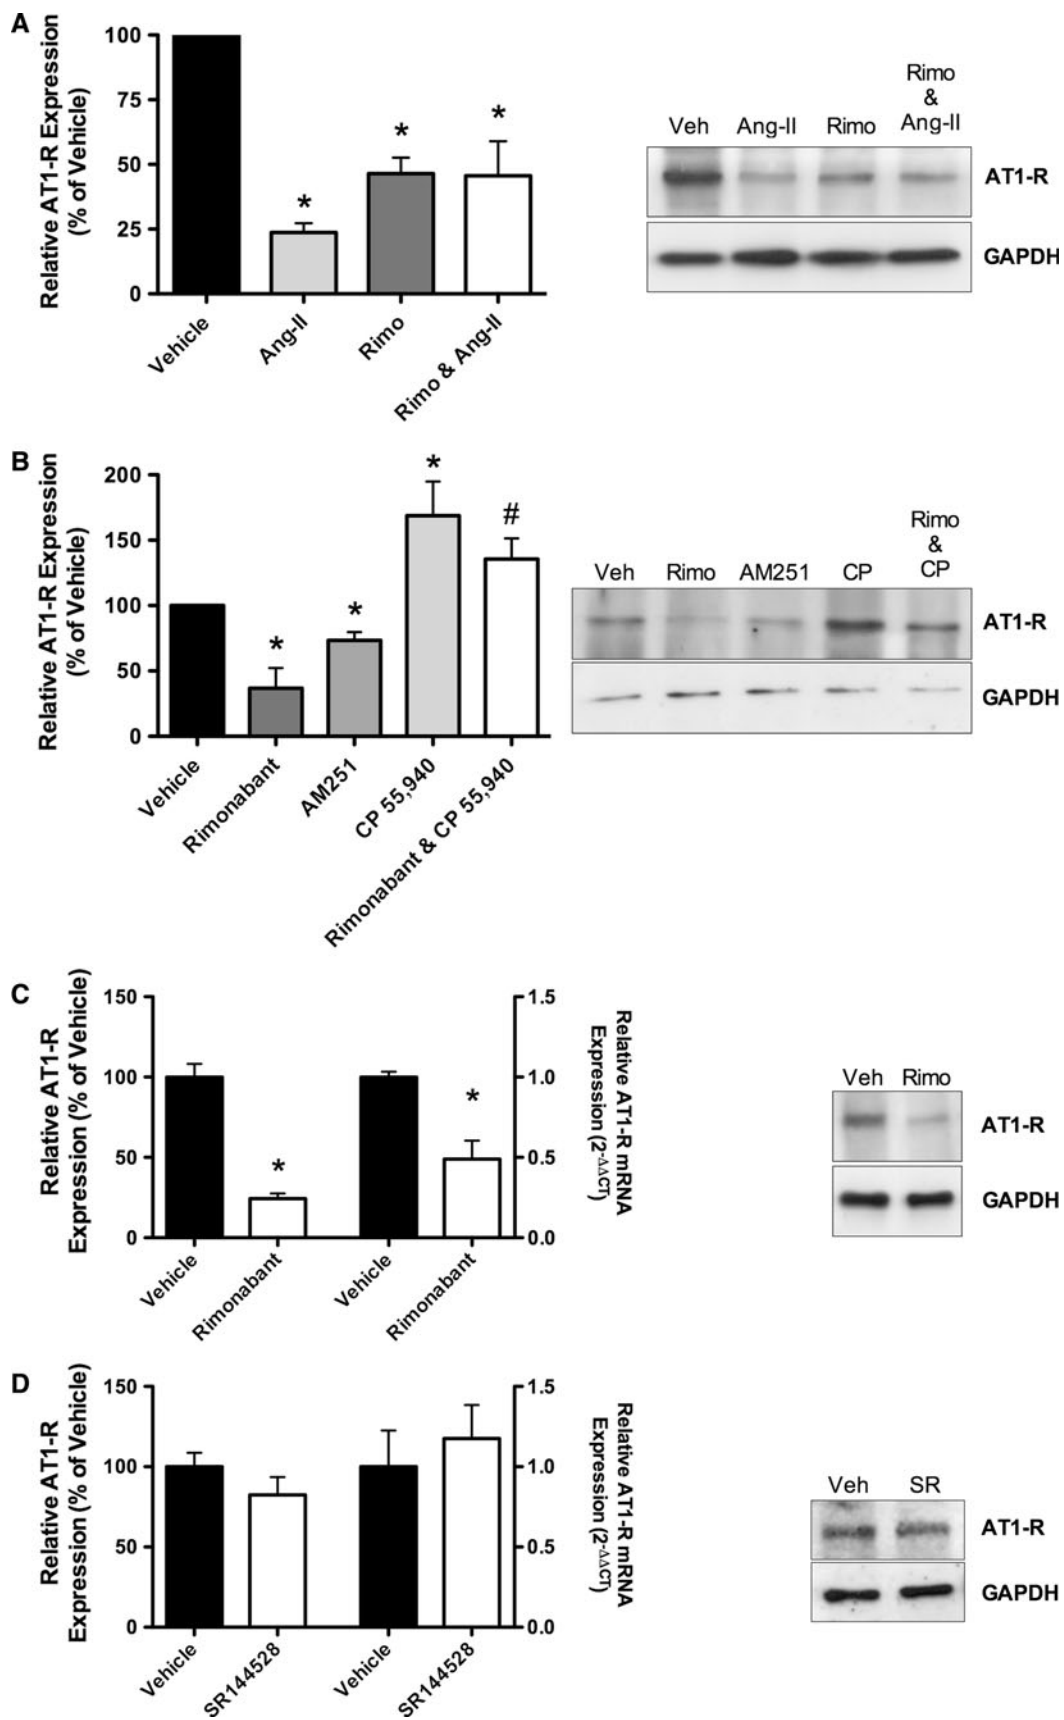 A
Relative AT1-R Expression
(% of Vehicle)
100
75
50
25
0
*
*
*
Vehicle
Ang-II
Rimo
Rimo & Ang-II
Rimo
&
Veh Ang-II Rimo Ang-II
AT1-R
GAPDH
B
Relative AT1-R Expression
(% of Vehicle)
200
150
100
50
0
*
*
*
#
Vehicle
Rimonabant
AM251
CP 55,940
Rimonabant & CP 55,940
Rimo
&
Veh Rimo AM251 CP CP
AT1-R
GAPDH
C
Relative AT1-R
Expression (% of Vehicle)
150
100
50
0
*
*
1.5
1.0
0.5
0.0
Relative AT1-R mRNA
Expression (2-ΔΔCT)
Vehicle
Rimonabant
Vehicle
Rimonabant
Veh Rimo
AT1-R
GAPDH
D
Relative AT1-R
Expression (% of Vehicle)
150
100
50
0
1.5
1.0
0.5
0.0
Relative AT1-R mRNA
Expression (2-ΔΔCT)
Vehicle
SR144528
Vehicle
SR144528
Veh SR
AT1-R
GAPDH